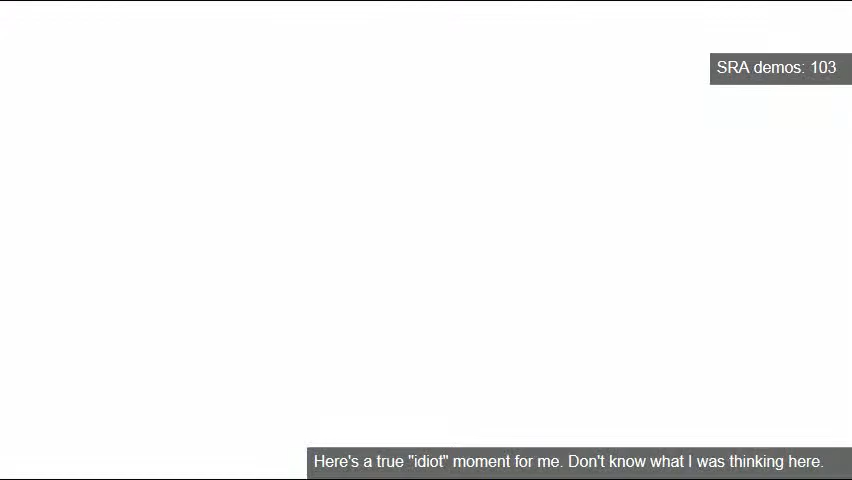 SRA demos: 103
Here's a true "idiot" moment for me. Don't know what I was thinking here.